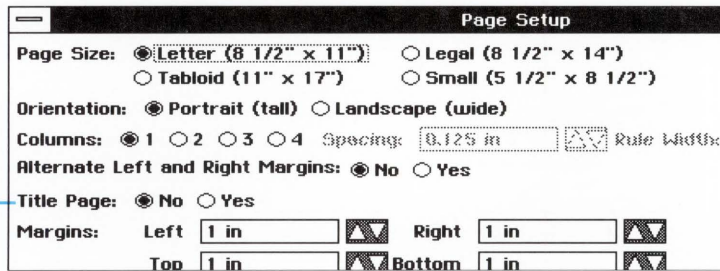 Page Setup
Page Size: Letter (8 1/2" x 11") Legal (8 1/2" x 14")
Tabloid (11" x 17") Small (5 1/2" x 8 1/2")
Orientation: Portrait (tall) Landscape (wide)
Columns: 1 2 3 4 Spacing: 0.125 in Rule Width:
Alternate Left and Right Margins: No Yes
Title Page: No Yes
Margins: Left 1 in Right 1 in
Top 1 in Bottom 1 in